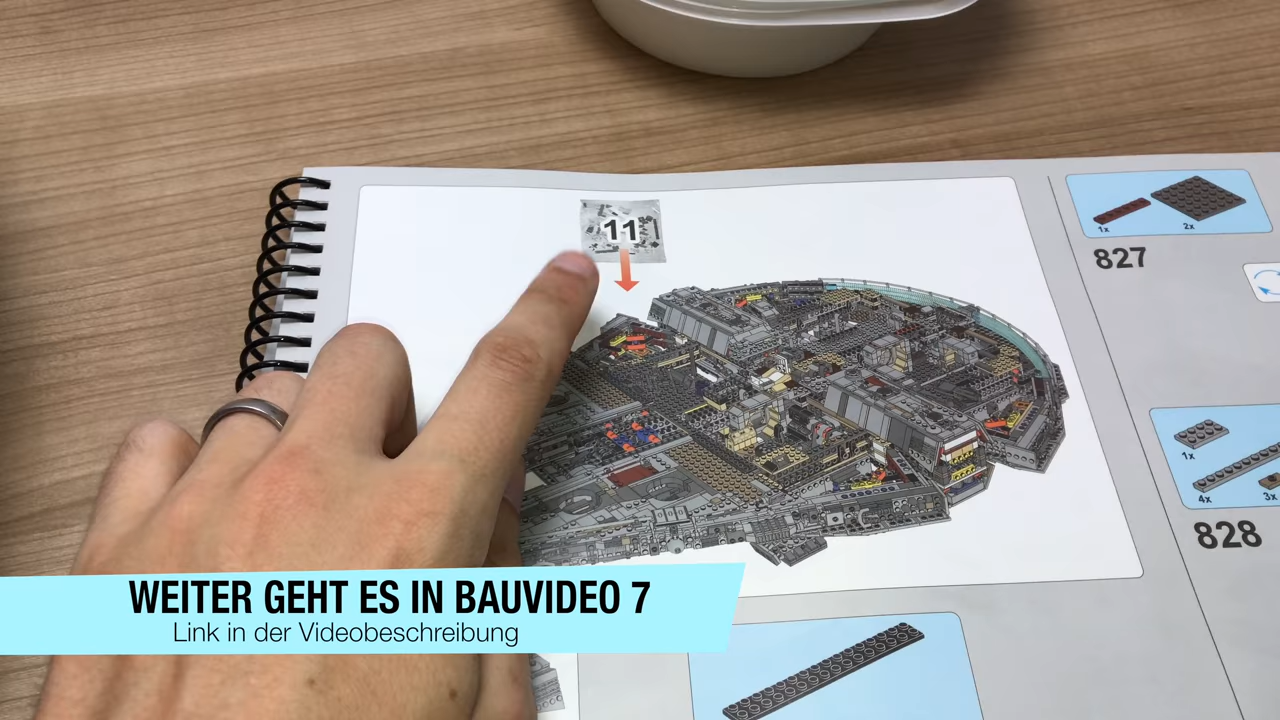 11
1x
2x
827
1x
4x
3x
828
WEITER GEHT ES IN BAUVIDEO 7
Link in der Videobeschreibung